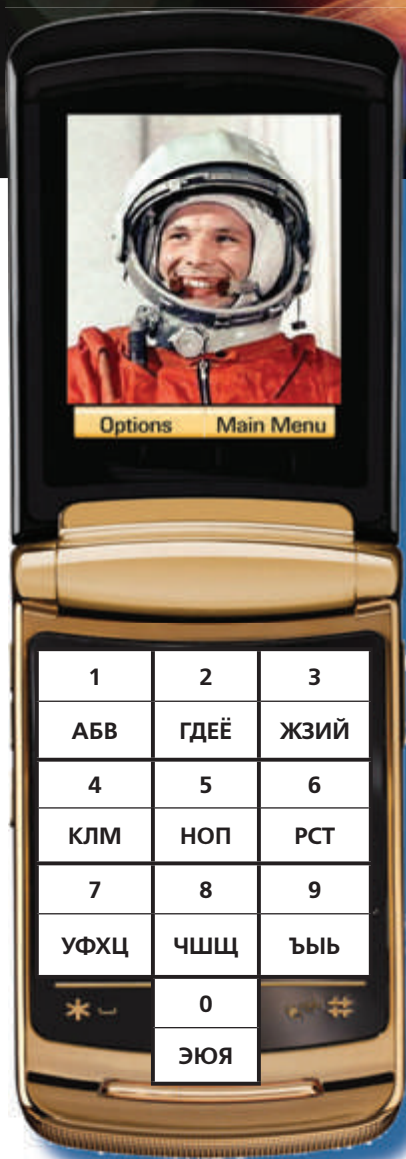 Options Main Menu
1 2 3
АБВ ГДЕЁ ЖЗИЙ
4 5 6
КЛМ НОП РСТ
7 8 9
УФХЦ ЧШЩ ЪЫЬ
* #
0
ЭЮЯ